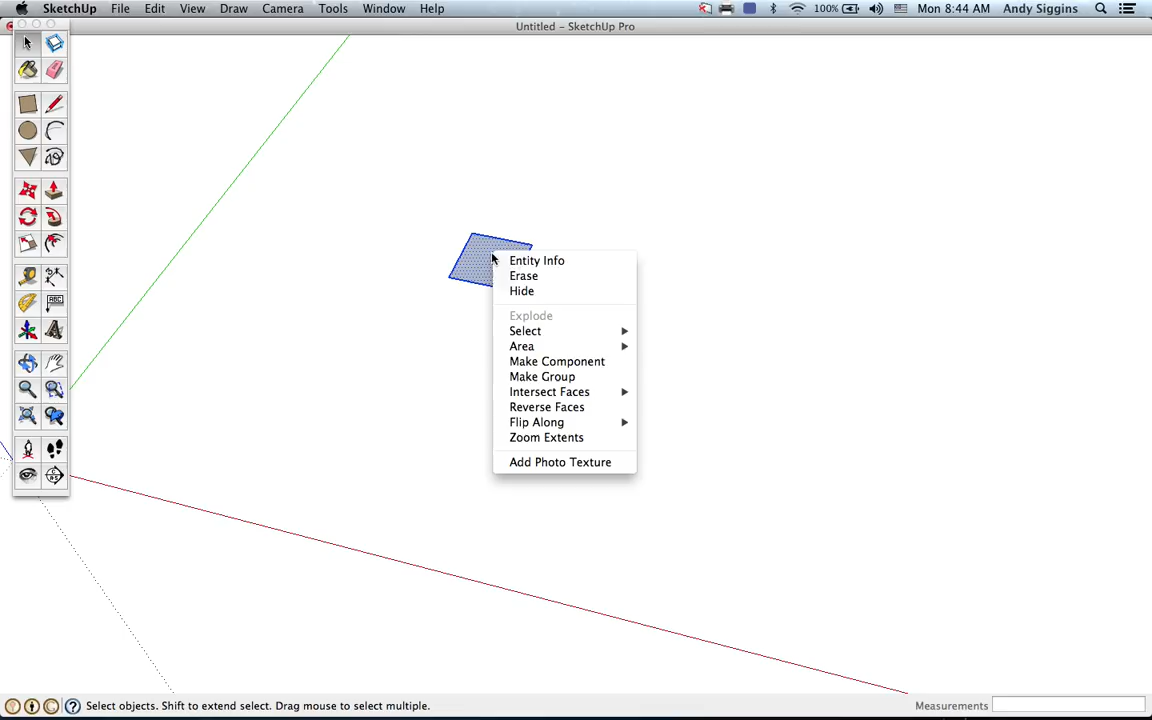 SketchUp File Edit View Draw Camera Tools Window Help 100% Mon 8:44 AM Andy Siggins
Untitled – SketchUp Pro
ABC
Entity Info
Erase
Hide
Explode
Select
Area
Make Component
Make Group
Intersect Faces
Reverse Faces
Flip Along
Zoom Extents
Add Photo Texture
Select objects. Shift to extend select. Drag mouse to select multiple. Measurements